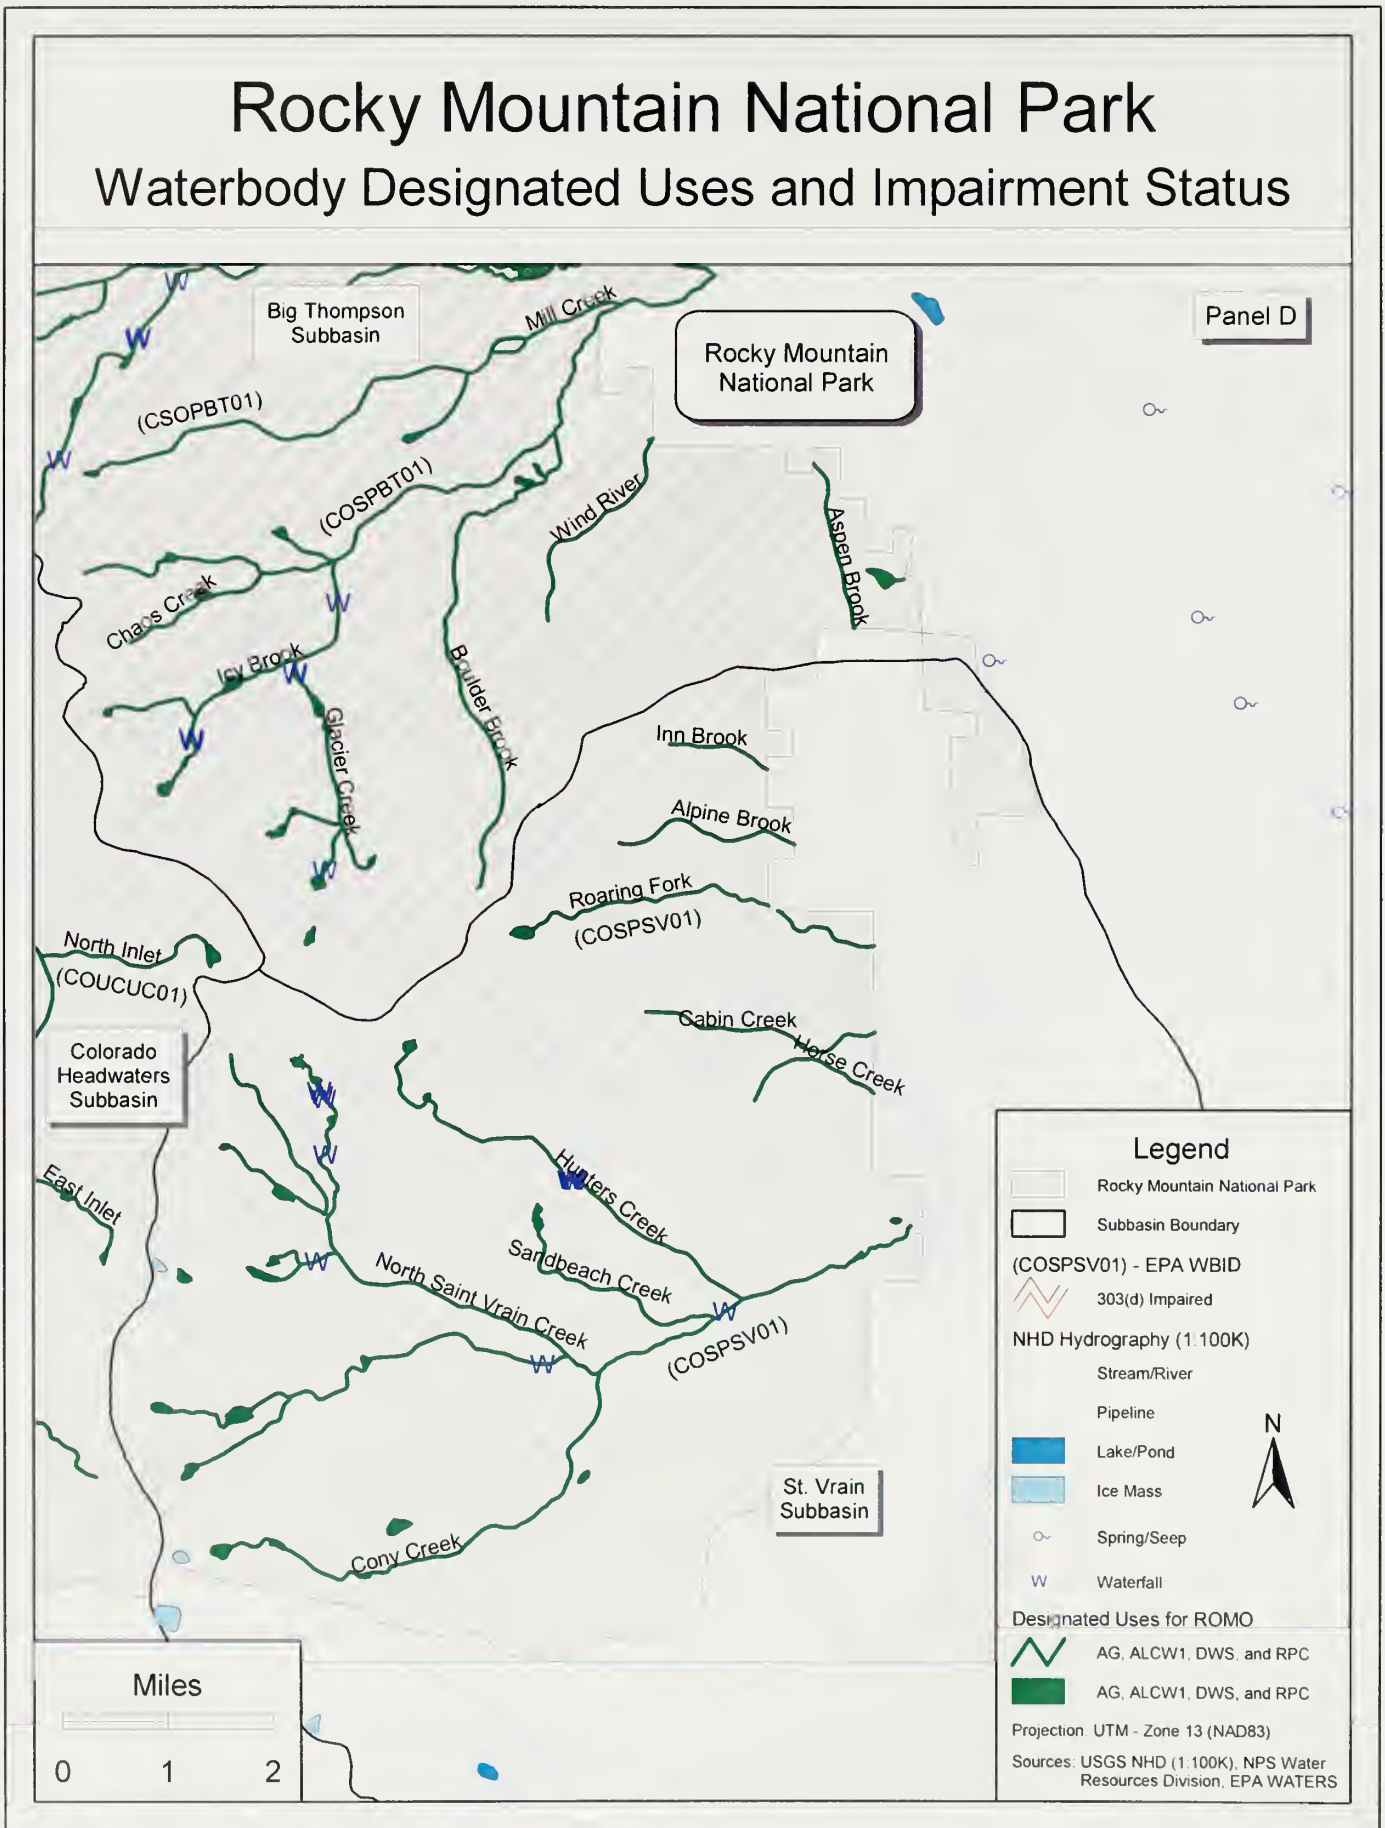 Rocky Mountain National Park
Waterbody Designated Uses and Impairment Status
Big Thompson
Subbasin
Mill Creek
Rocky Mountain
National Park
Panel D
(CSOPBT01)
(COSPBT01)
Wind River
Aspen Brook
Chaos Creek
Icy Brook
Glacier Creek
Boulder Brook
Inn Brook
Alpine Brook
Roaring Fork
(COSPSV01)
North Inlet
(COUCUC01)
Cabin Creek
Horse Creek
Colorado
Headwaters
Subbasin
East Inlet
Hunters Creek
Sandbeach Creek
North Saint Vrain Creek
(COSPSV01)
Cony Creek
St. Vrain
Subbasin
Legend
Rocky Mountain National Park
Subbasin Boundary
(COSPSV01) - EPA WBID
303(d) Impaired
NHD Hydrography (1:100K)
Stream/River
Pipeline
Lake/Pond
Ice Mass
Spring/Seep
W Waterfall
N
Designated Uses for ROMO
AG, ALCW1, DWS, and RPC
AG, ALCW1, DWS, and RPC
Projection: UTM - Zone 13 (NAD83)
Sources: USGS NHD (1:100K), NPS Water
Resources Division, EPA WATERS
Miles
0 1 2